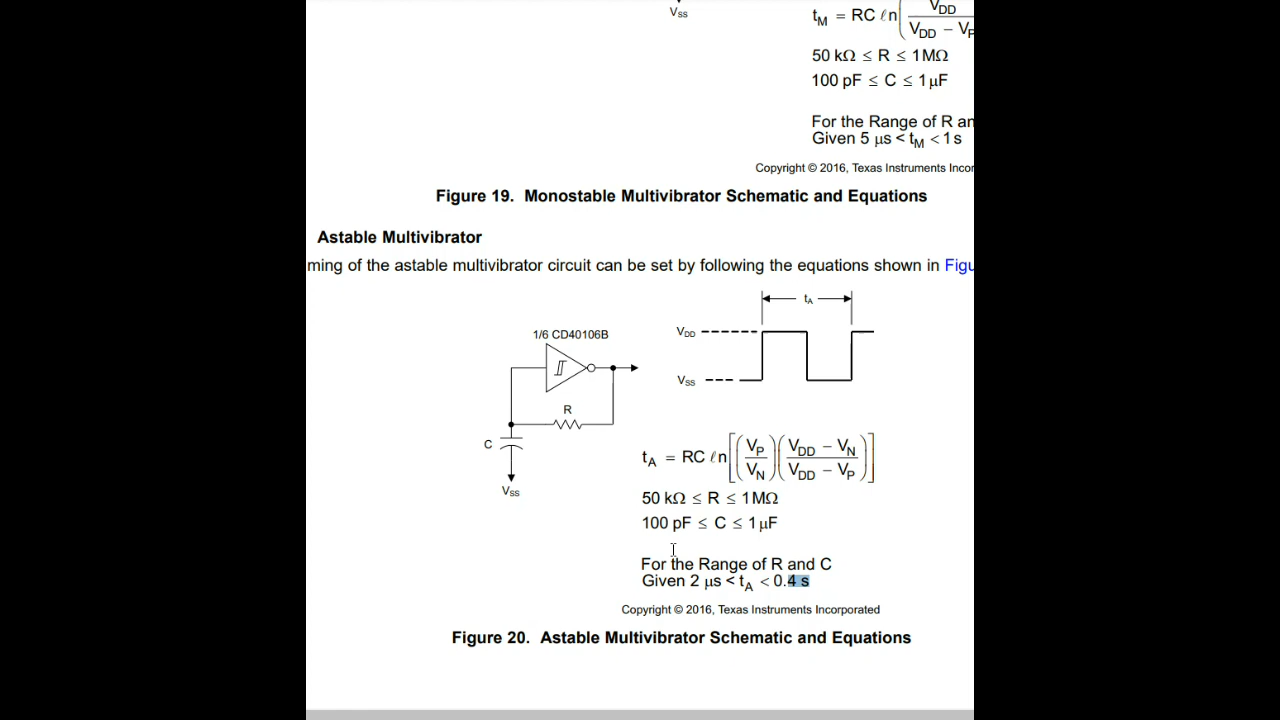 VSS
tM = RC ℓn( VDD / VDD − VP
50 kΩ ≤ R ≤ 1 MΩ
100 pF ≤ C ≤ 1 μF
For the Range of R an
Given 5 μs < tM < 1 s
Copyright © 2016, Texas Instruments Incor
Figure 19. Monostable Multivibrator Schematic and Equations
Astable Multivibrator
ming of the astable multivibrator circuit can be set by following the equations shown in Figu
tA
1/6 CD40106B
VDD
VSS
R
C
VSS
tA = RC ℓn[(VP / VN)(VDD − VN / VDD − VP)]
50 kΩ ≤ R ≤ 1 MΩ
100 pF ≤ C ≤ 1 μF
For the Range of R and C
Given 2 μs < tA < 0.4 s
Copyright © 2016, Texas Instruments Incorporated
Figure 20. Astable Multivibrator Schematic and Equations